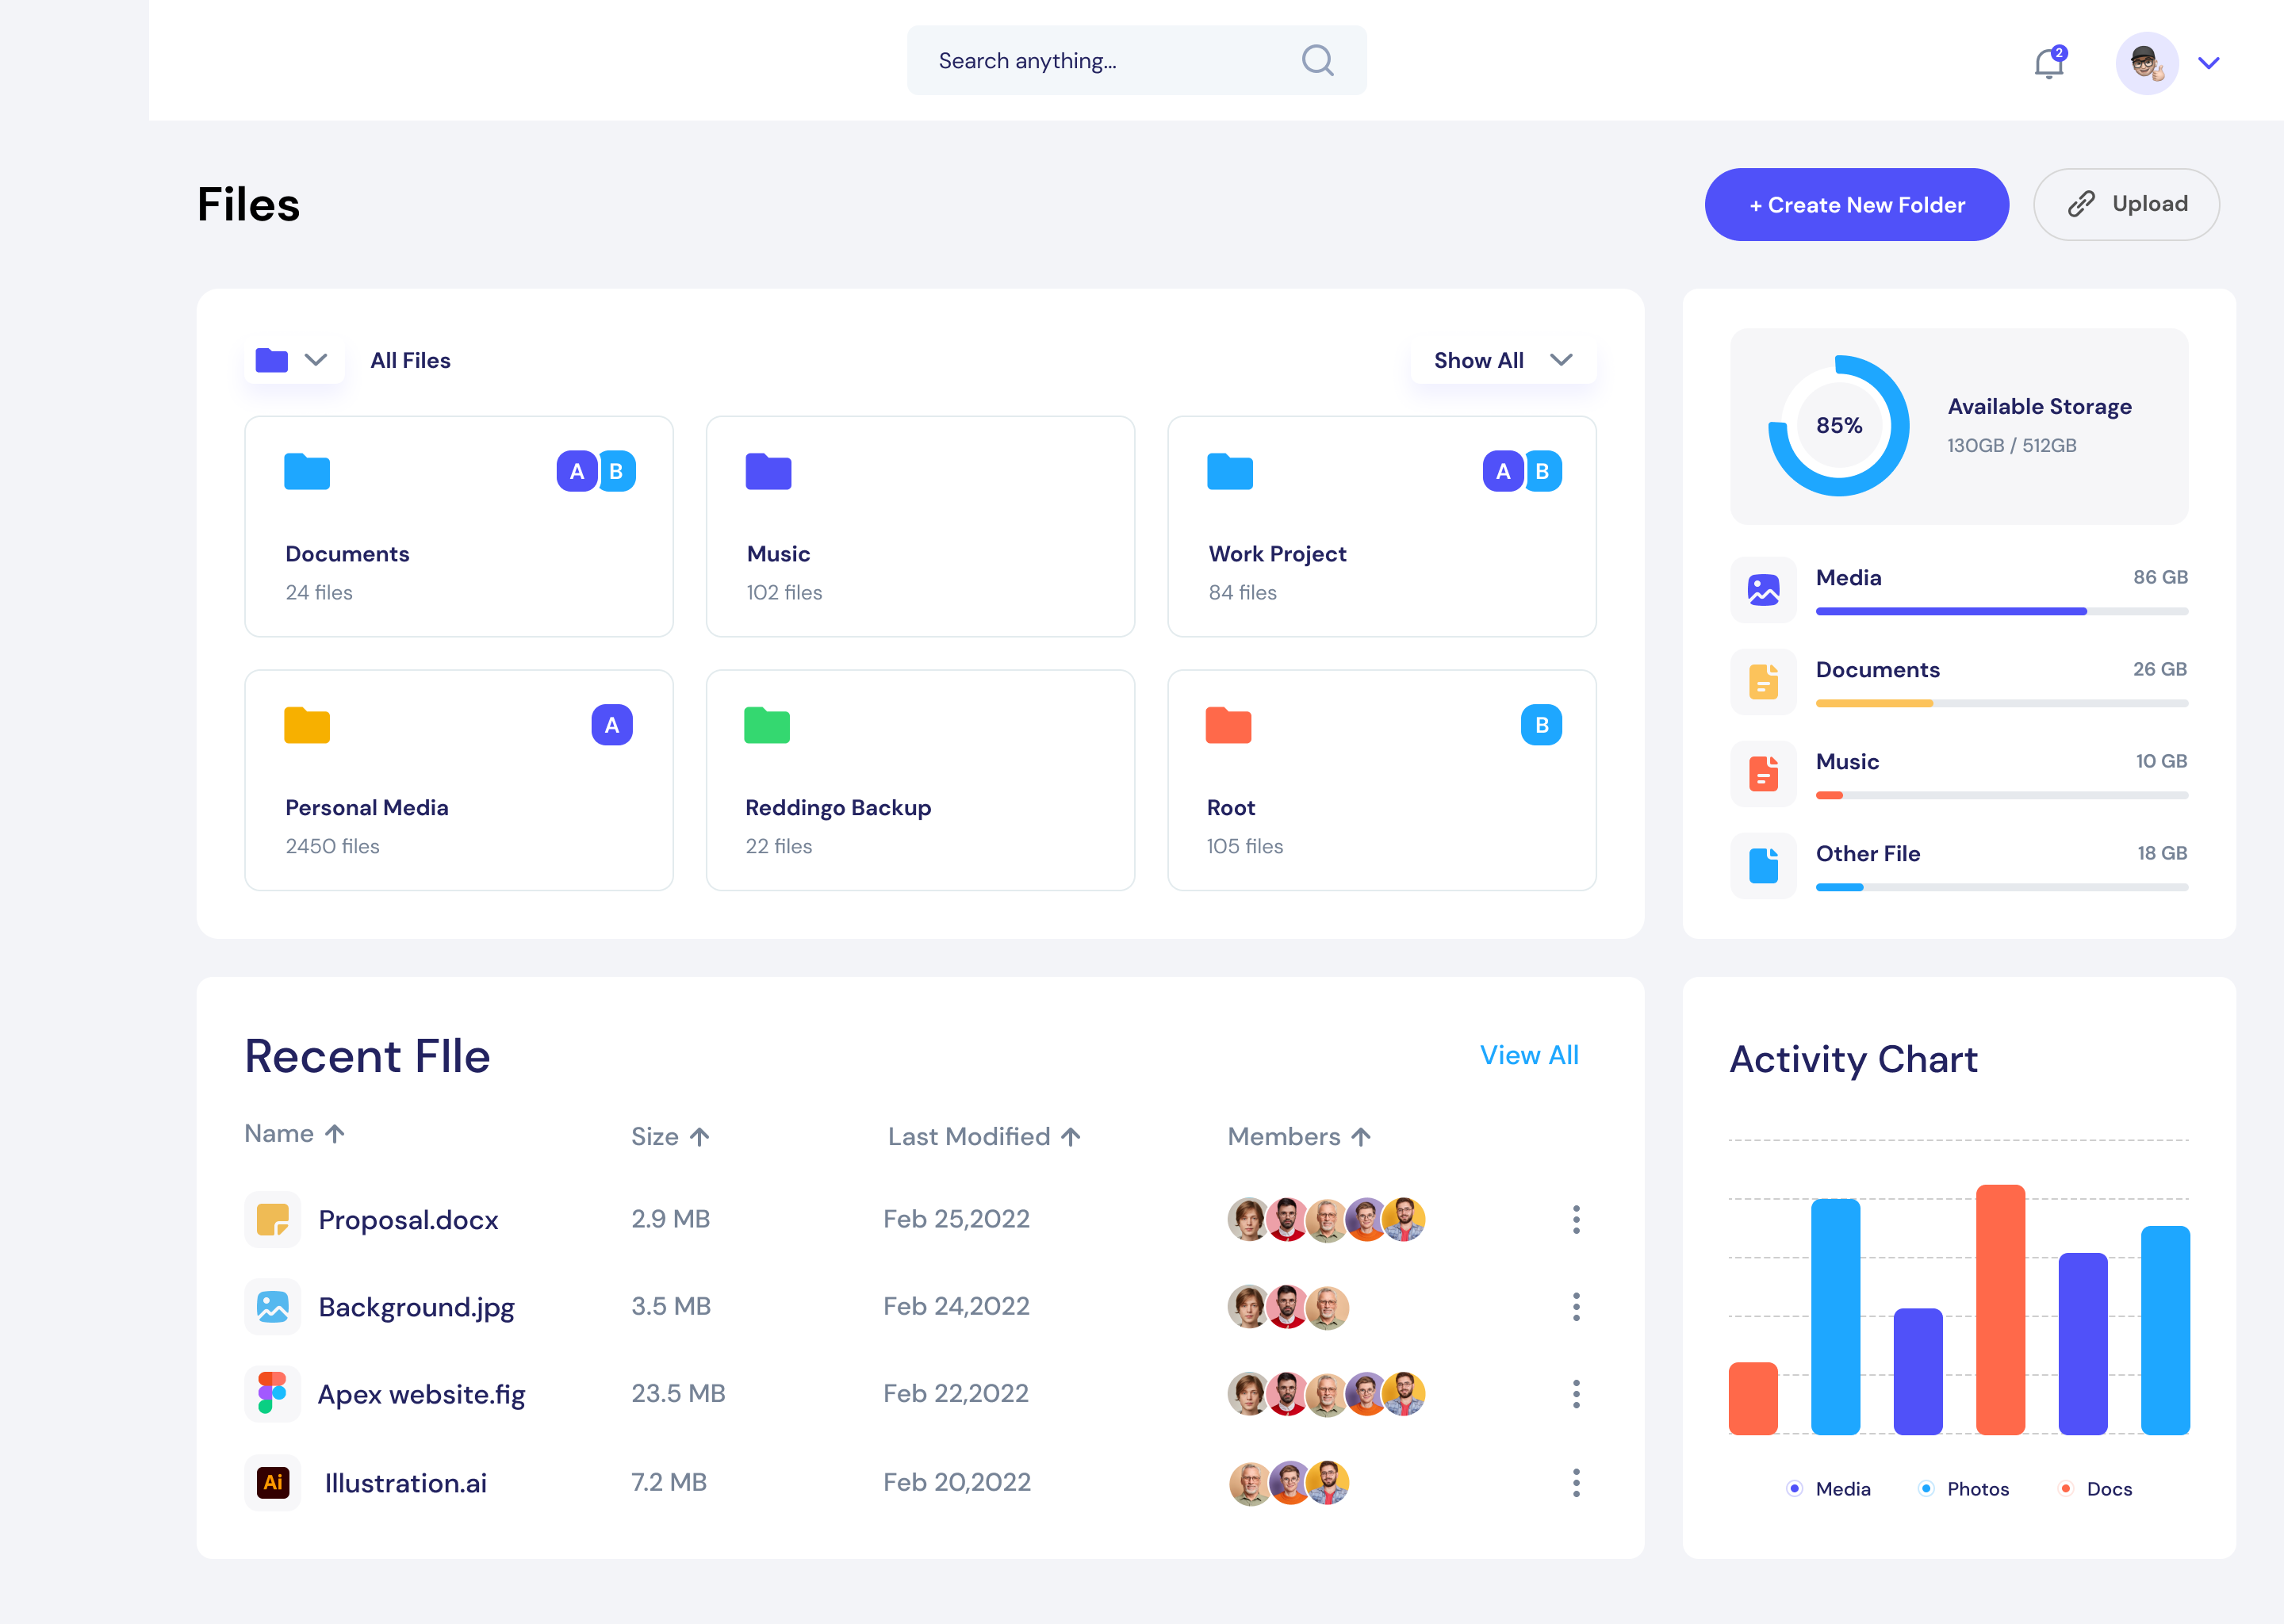 Search anything...
2
Files
+ Create New Folder
Upload
All Files
Show All
A B
A B
Documents
Music
Work Project
24 files
102 files
84 files
A
B
Personal Media
Reddingo Backup
Root
2450 files
22 files
105 files
85%
Available Storage
130GB / 512GB
Media 86 GB
Documents 26 GB
Music 10 GB
Other File 18 GB
Recent FIle
View All
Name Size Last Modified Members
Proposal.docx 2.9 MB Feb 25,2022
Background.jpg 3.5 MB Feb 24,2022
Apex website.fig 23.5 MB Feb 22,2022
Ai Illustration.ai 7.2 MB Feb 20,2022
Activity Chart
Media Photos Docs